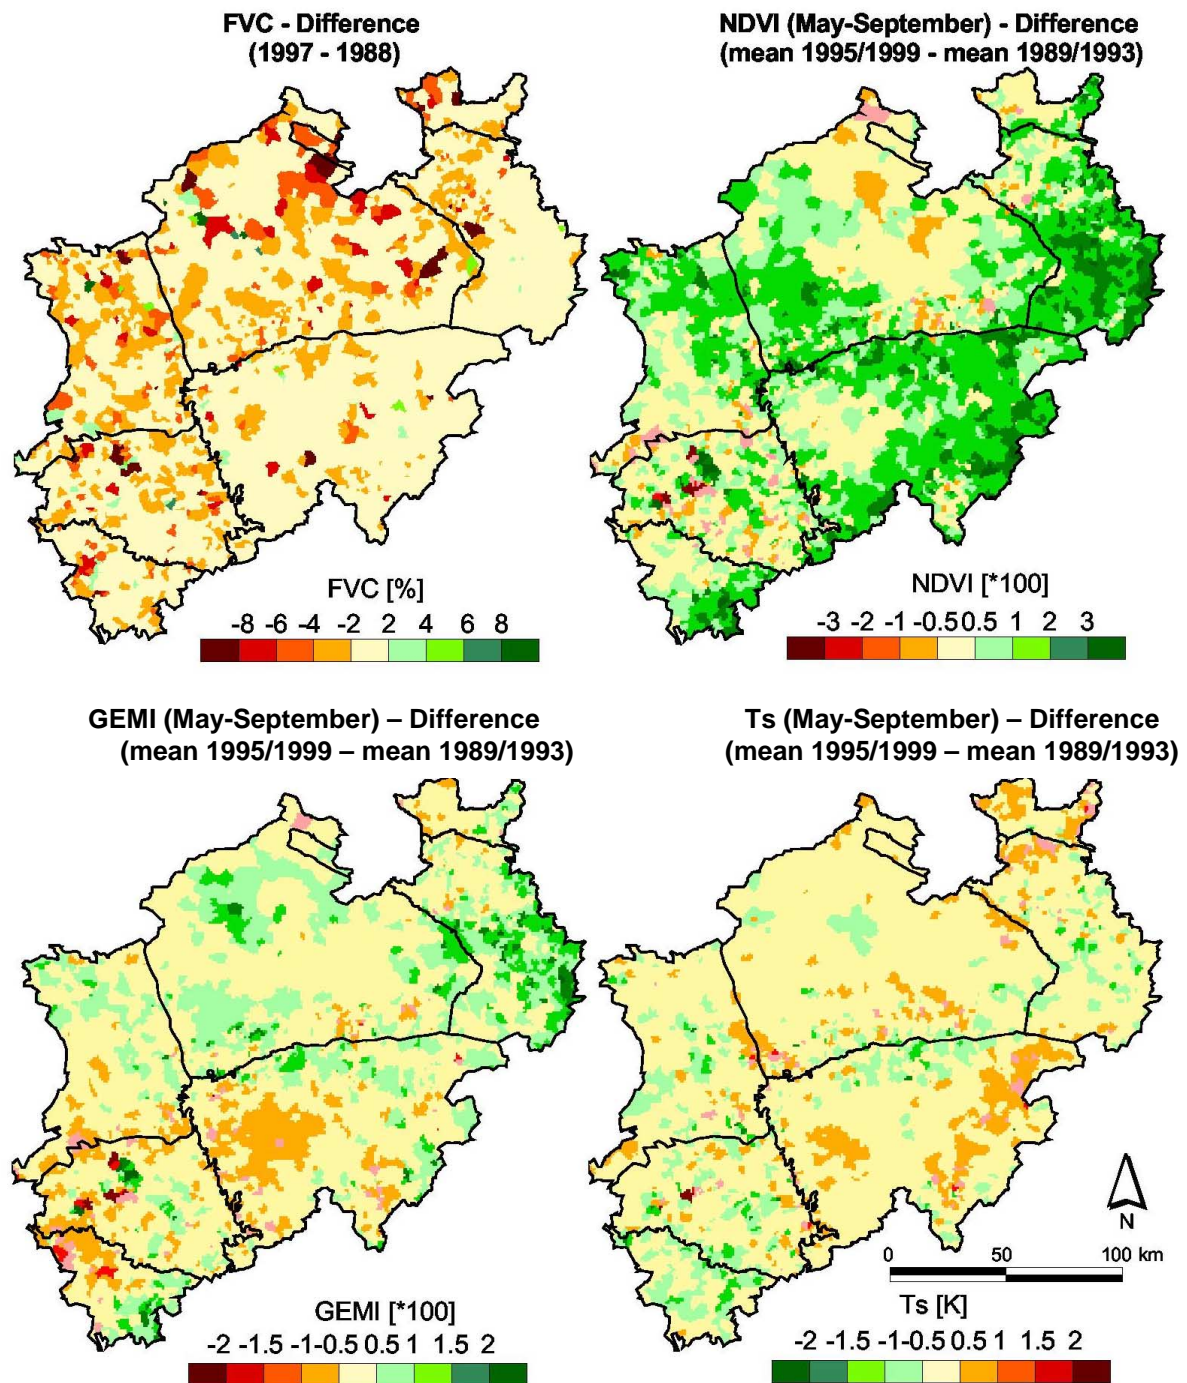 FVC - Difference
(1997 - 1988)
NDVI (May-September) - Difference
(mean 1995/1999 - mean 1989/1993)
FVC [%]
-8 -6 -4 -2 2 4 6 8
NDVI [*100]
-3 -2 -1 -0.5 0.5 1 2 3
GEMI (May-September) – Difference
(mean 1995/1999 – mean 1989/1993)
Ts (May-September) – Difference
(mean 1995/1999 – mean 1989/1993)
N
0 50 100 km
GEMI [*100]
-2 -1.5 -1 -0.5 0.5 1 1.5 2
Ts [K]
-2 -1.5 -1 -0.5 0.5 1 1.5 2